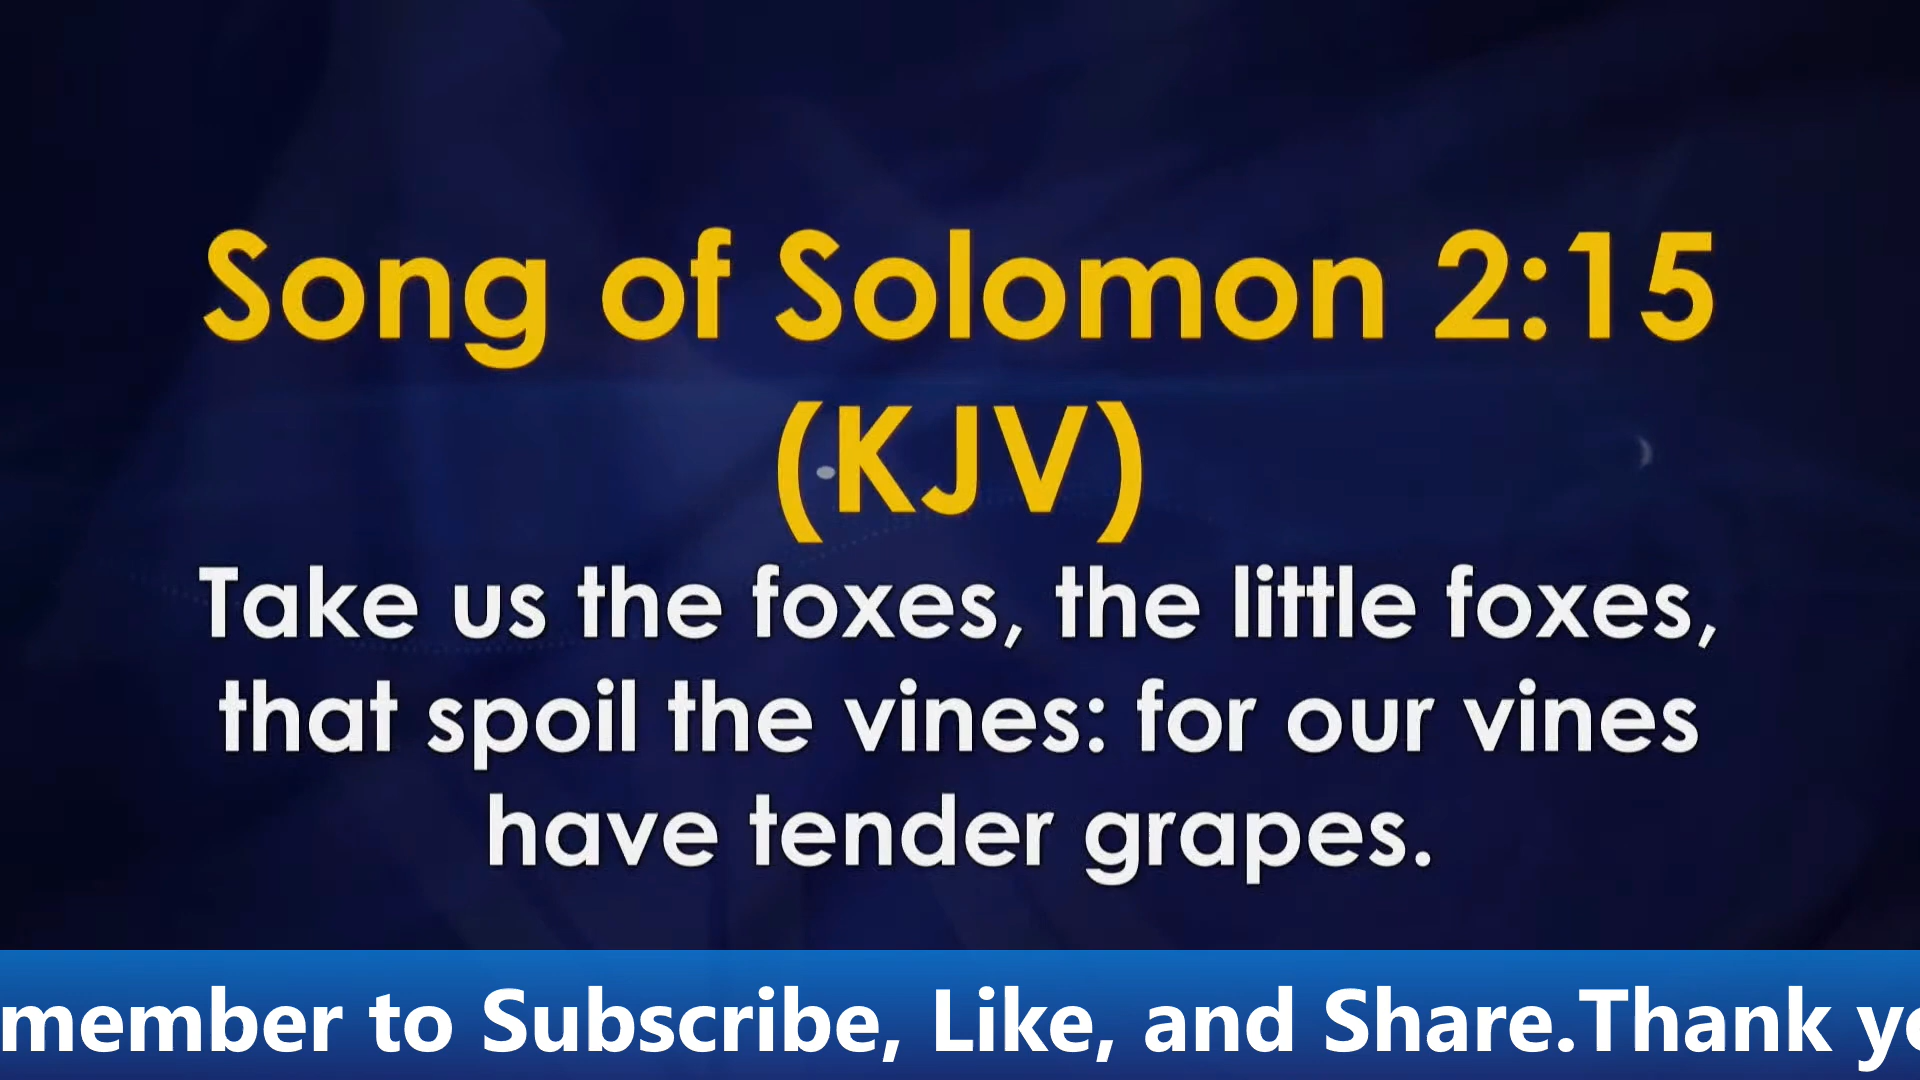 Song of Solomon 2:15
(KJV)
Take us the foxes, the little foxes,
that spoil the vines: for our vines
have tender grapes.
member to Subscribe, Like, and Share.Thank yo